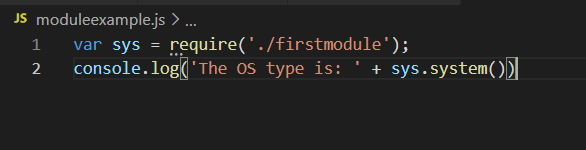 JS moduleexample.js > ...
1 var sys = require('./firstmodule');
2 console.log('The OS type is: ' + sys.system())